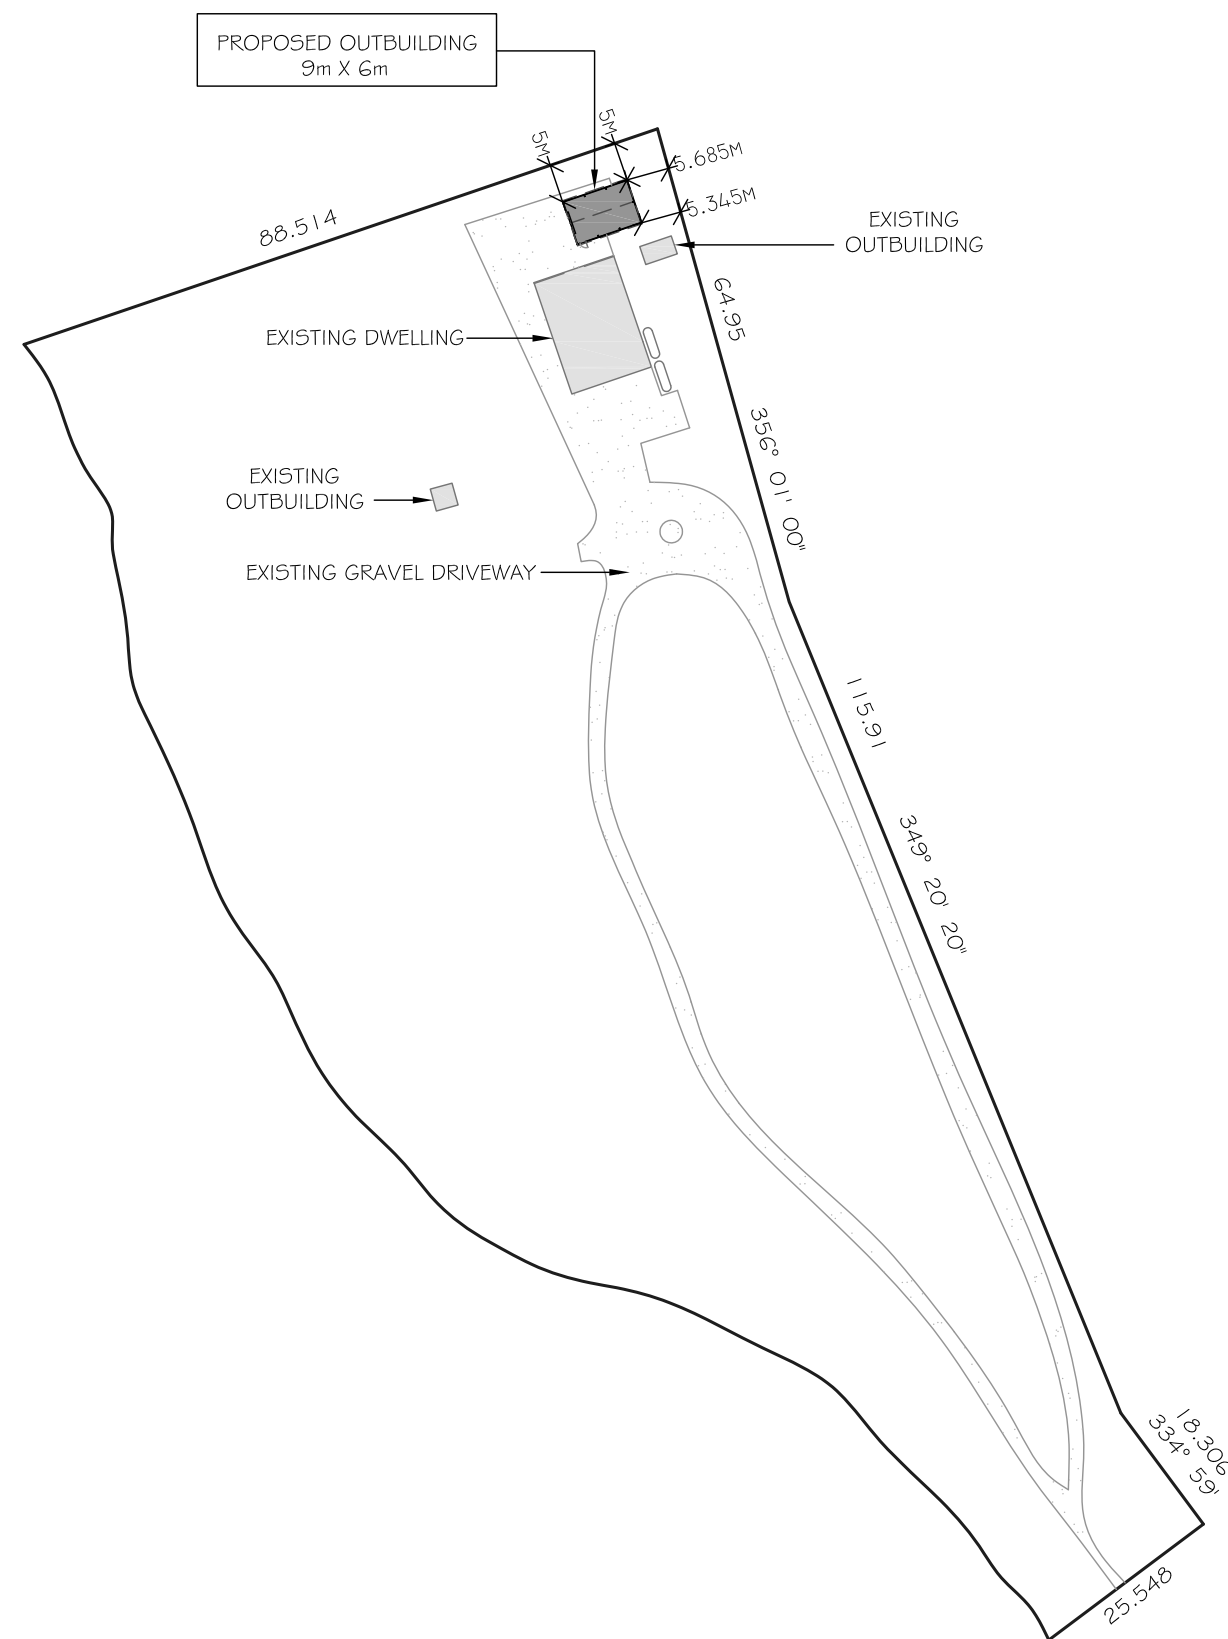 PROPOSED OUTBUILDING
9m X 6m
5M
5M
5.685M
5.345M
88.514
EXISTING
OUTBUILDING
64.95
EXISTING DWELLING
356° 01' 00"
EXISTING
OUTBUILDING
EXISTING GRAVEL DRIVEWAY
115.91
349° 20' 20"
18.306
334° 59'
25.548